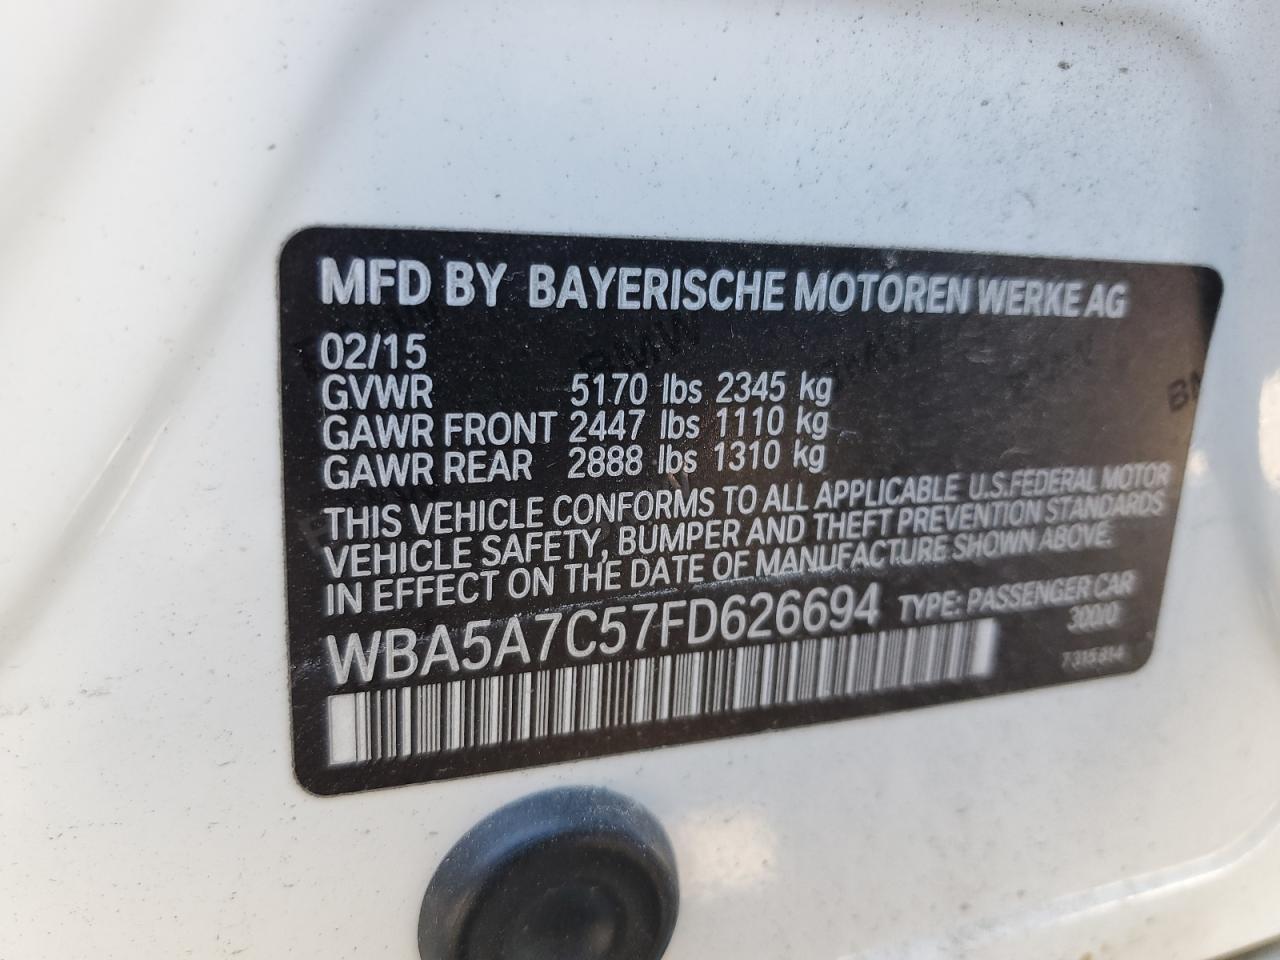 MFD BY BAYERISCHE MOTOREN WERKE AG
02/15
GVWR 5170 lbs 2345 kg
GAWR FRONT 2447 lbs 1110 kg
GAWR REAR 2888 lbs 1310 kg
THIS VEHICLE CONFORMS TO ALL APPLICABLE U.S.FEDERAL MOTOR
VEHICLE SAFETY, BUMPER AND THEFT PREVENTION STANDARDS
IN EFFECT ON THE DATE OF MANUFACTURE SHOWN ABOVE.
WBA5A7C57FD626694 TYPE: PASSENGER CAR
300/0
7315814